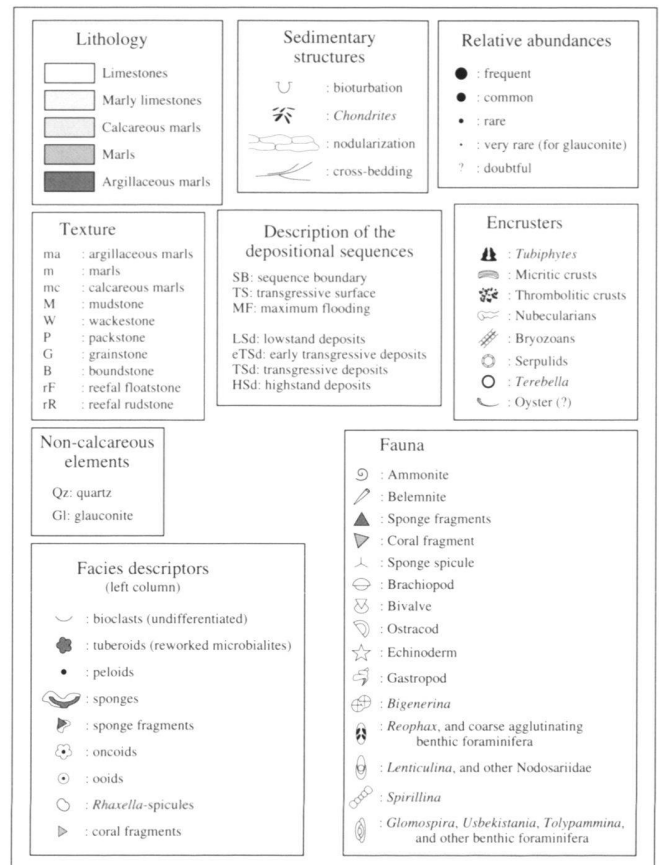 Lithology
Limestones
Marly limestones
Calcareous marls
Marls
Argillaceous marls
Sedimentary
structures
: bioturbation
: Chondrites
: nodularization
: cross-bedding
Relative abundances
: frequent
: common
: rare
: very rare (for glauconite)
? : doubtful
Texture
ma : argillaceous marls
m : marls
mc : calcareous marls
M : mudstone
W : wackestone
P : packstone
G : grainstone
B : boundstone
rF : reefal floatstone
rR : reefal rudstone
Description of the
depositional sequences
SB: sequence boundary
TS: transgressive surface
MF: maximum flooding
LSd: lowstand deposits
eTSd: early transgressive deposits
TSd: transgressive deposits
HSd: highstand deposits
Encrusters
: Tubiphytes
: Micritic crusts
: Thrombolitic crusts
: Nubecularians
: Bryozoans
: Serpulids
: Terebella
: Oyster (?)
Non-calcareous
elements
Qz: quartz
Gl: glauconite
Facies descriptors
(left column)
: bioclasts (undifferentiated)
: tuberoids (reworked microbialites)
: peloids
: sponges
: sponge fragments
: oncoids
: ooids
: Rhaxella-spicules
: coral fragments
Fauna
: Ammonite
: Belemnite
: Sponge fragments
: Coral fragment
: Sponge spicule
: Brachiopod
: Bivalve
: Ostracod
: Echinoderm
: Gastropod
: Bigenerina
: Reophax, and coarse agglutinating
benthic foraminifera
: Lenticulina, and other Nodosariidae
: Spirillina
: Glomospira, Usbekistania, Tolypammina,
and other benthic foraminifera